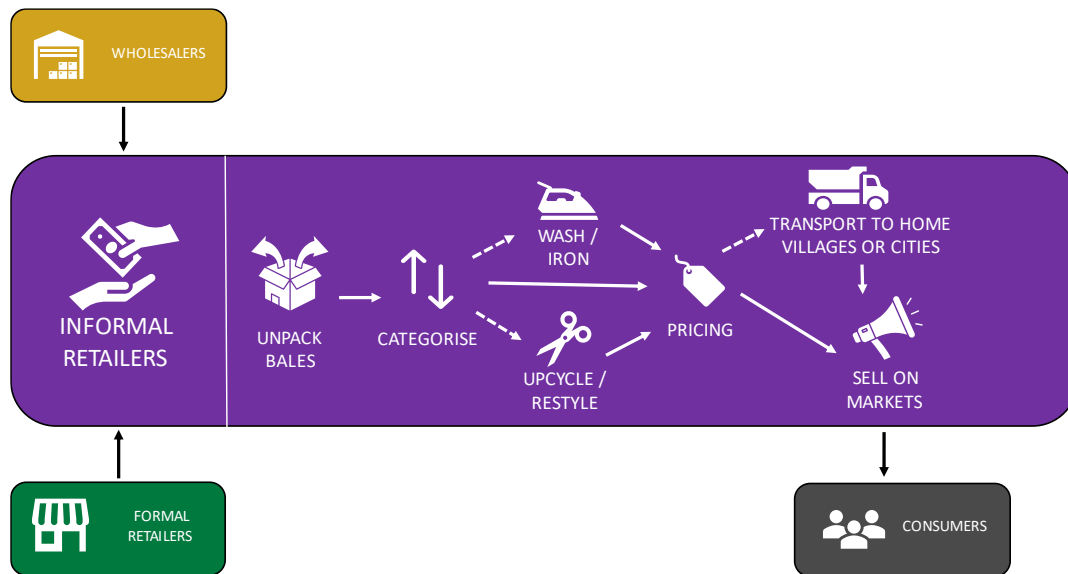 WHOLESALERS
INFORMAL
RETAILERS
UNPACK
BALES
CATEGORISE
WASH /
IRON
UPCYCLE /
RESTYLE
PRICING
TRANSPORT TO HOME
VILLAGES OR CITIES
SELL ON
MARKETS
FORMAL
RETAILERS
CONSUMERS